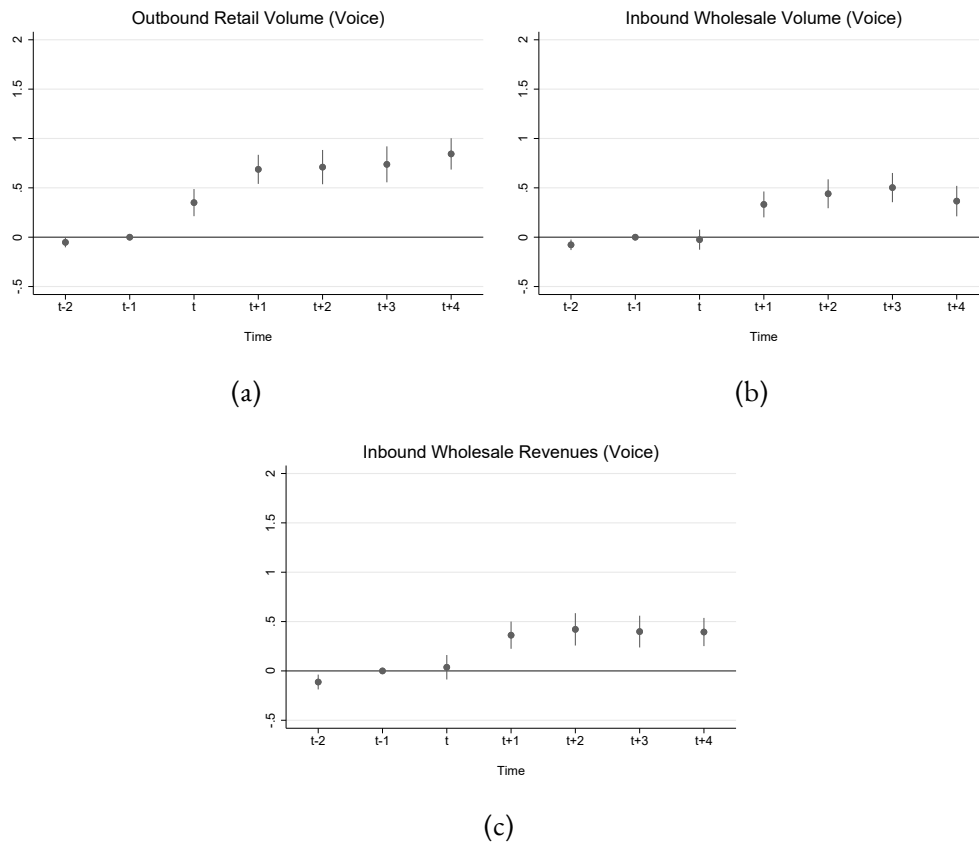 Outbound Retail Volume (Voice)
2
1.5
1
.5
0
-.5
t-2 t-1 t t+1 t+2 t+3 t+4
Time
(a)
Inbound Wholesale Volume (Voice)
2
1.5
1
.5
0
-.5
t-2 t-1 t t+1 t+2 t+3 t+4
Time
(b)
Inbound Wholesale Revenues (Voice)
2
1.5
1
.5
0
-.5
t-2 t-1 t t+1 t+2 t+3 t+4
Time
(c)